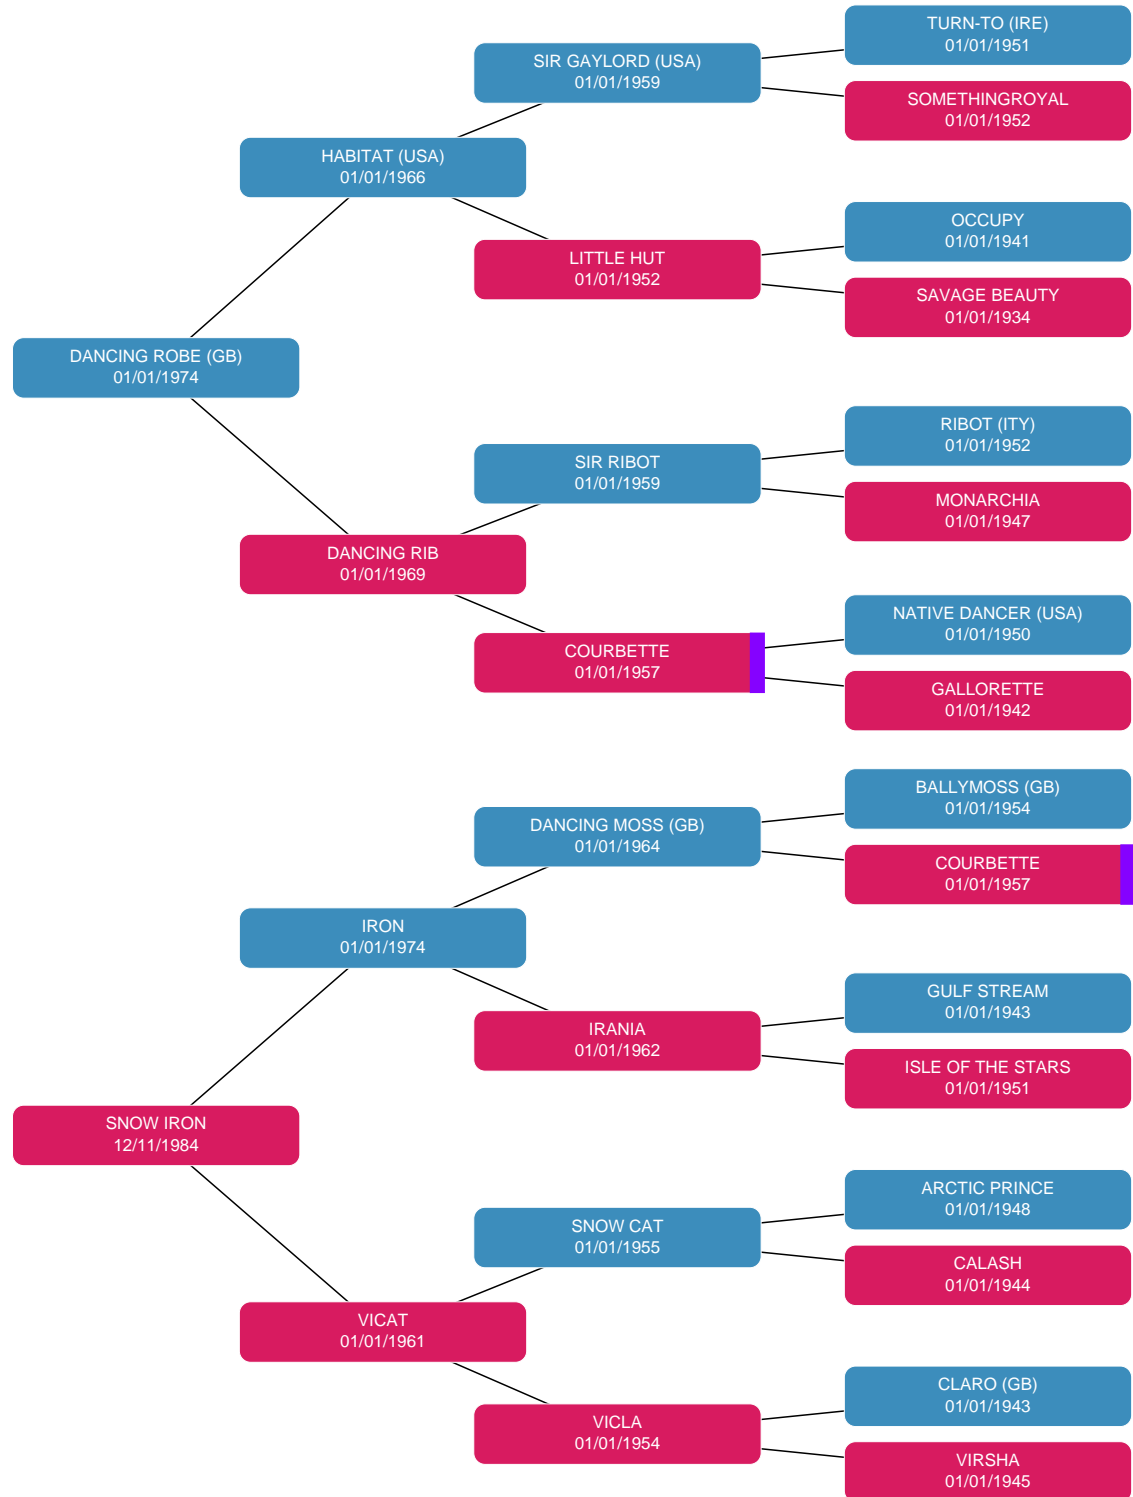 TURN-TO (IRE)
01/01/1951
SIR GAYLORD (USA)
01/01/1959
SOMETHINGROYAL
01/01/1952
HABITAT (USA)
01/01/1966
OCCUPY
01/01/1941
LITTLE HUT
01/01/1952
SAVAGE BEAUTY
01/01/1934
DANCING ROBE (GB)
01/01/1974
RIBOT (ITY)
01/01/1952
SIR RIBOT
01/01/1959
MONARCHIA
01/01/1947
DANCING RIB
01/01/1969
NATIVE DANCER (USA)
01/01/1950
COURBETTE
01/01/1957
GALLORETTE
01/01/1942
BALLYMOSS (GB)
01/01/1954
DANCING MOSS (GB)
01/01/1964
COURBETTE
01/01/1957
IRON
01/01/1974
GULF STREAM
01/01/1943
IRANIA
01/01/1962
ISLE OF THE STARS
01/01/1951
SNOW IRON
12/11/1984
ARCTIC PRINCE
01/01/1948
SNOW CAT
01/01/1955
CALASH
01/01/1944
VICAT
01/01/1961
CLARO (GB)
01/01/1943
VICLA
01/01/1954
VIRSHA
01/01/1945